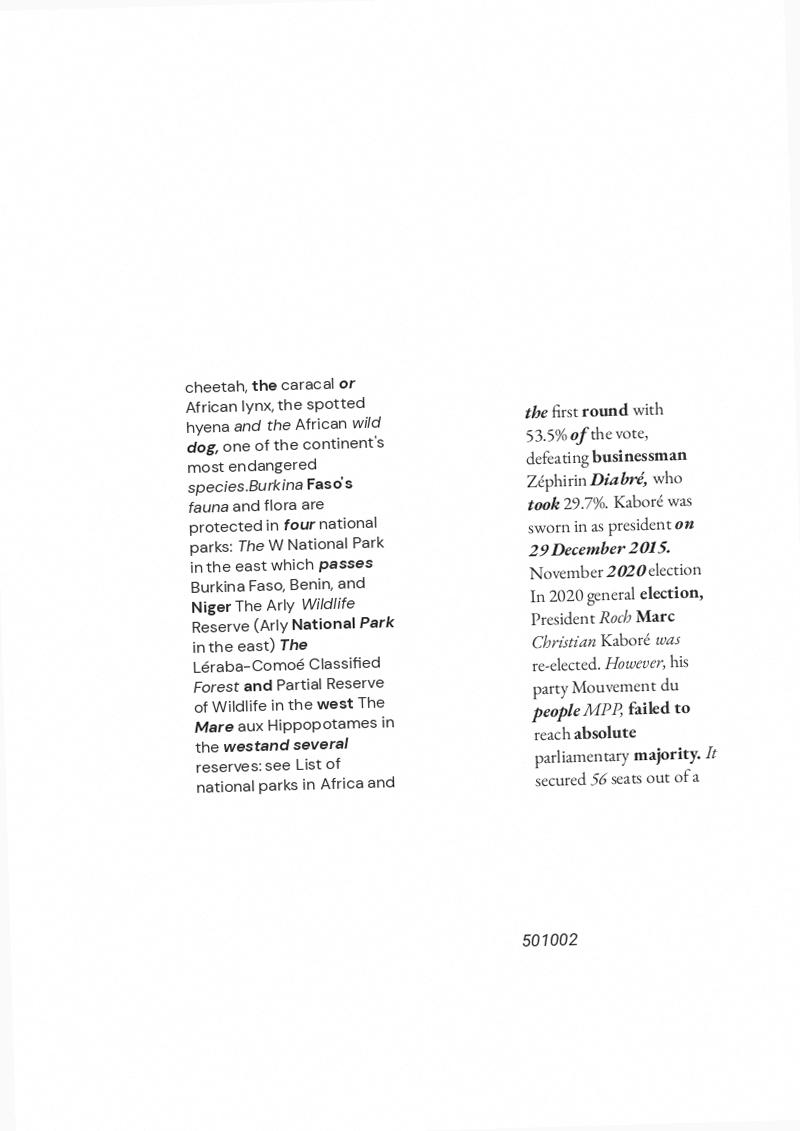 cheetah, the caracal or
African lynx, the spotted
hyena and the African wild
dog, one of the continent's
most endangered
species.Burkina Faso's
fauna and flora are
protected in four national
parks: The W National Park
in the east which passes
Burkina Faso, Benin, and
Niger The Arly Wildlife
Reserve (Arly National Park
in the east) The
Léraba-Comoé Classified
Forest and Partial Reserve
of Wildlife in the west The
Mare aux Hippopotames in
the westand several
reserves: see List of
national parks in Africa and
the first round with
53.5% of the vote,
defeating businessman
Zéphirin Diabré, who
took 29.7%. Kaboré was
sworn in as president on
29 December 2015.
November 2020 election
In 2020 general election,
President Roch Marc
Christian Kaboré was
re-elected. However, his
party Mouvement du
people MPP, failed to
reach absolute
parliamentary majority. It
secured 56 seats out of a
501002